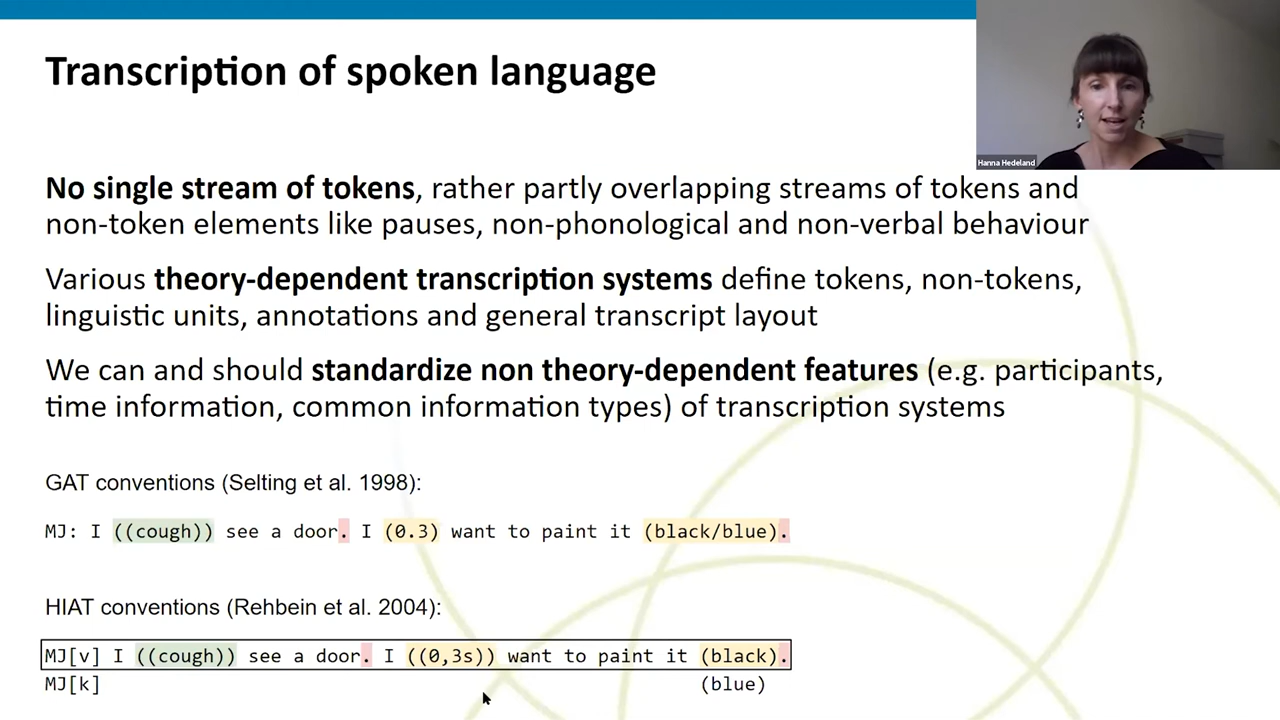 Transcription of spoken language
Hanna Hedeland
No single stream of tokens, rather partly overlapping streams of tokens and
non-token elements like pauses, non-phonological and non-verbal behaviour
Various theory-dependent transcription systems define tokens, non-tokens,
linguistic units, annotations and general transcript layout
We can and should standardize non theory-dependent features (e.g. participants,
time information, common information types) of transcription systems
GAT conventions (Selting et al. 1998):
MJ: I ((cough)) see a door. I (0.3) want to paint it (black/blue).
HIAT conventions (Rehbein et al. 2004):
MJ[v] I ((cough)) see a door. I ((0,3s)) want to paint it (black).
MJ[k] (blue)